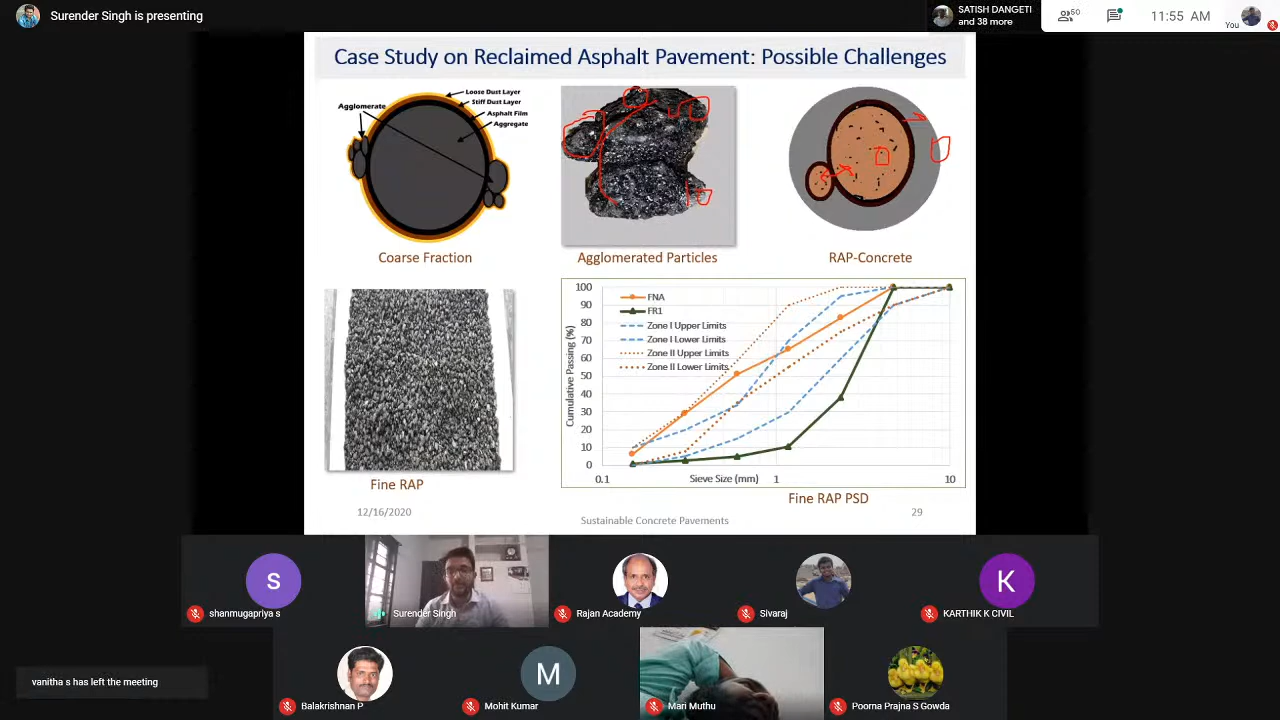 Surender Singh is presenting
SATISH DANGETI
and 38 more
50
11:55 AM
You
Case Study on Reclaimed Asphalt Pavement: Possible Challenges
Loose Dust Layer
Stiff Dust Layer
Agglomerate
Asphalt Film
Aggregate
Coarse Fraction
Agglomerated Particles
RAP-Concrete
Fine RAP
100
90
80
70
60
50
40
30
20
10
0
Cumulative Passing (%)
FNA
FR1
Zone I Upper Limits
Zone I Lower Limits
Zone II Upper Limits
Zone II Lower Limits
0.1
Sieve Size (mm)
1
10
Fine RAP PSD
12/16/2020
Sustainable Concrete Pavements
29
S
shanmugapriya s
Surender Singh
Rajan Academy
Sivaraj
K
KARTHIK K CIVIL
vanitha s has left the meeting
Balakrishnan P
M
Mohit Kumar
Mari Muthu
Poorna Prajna S Gowda